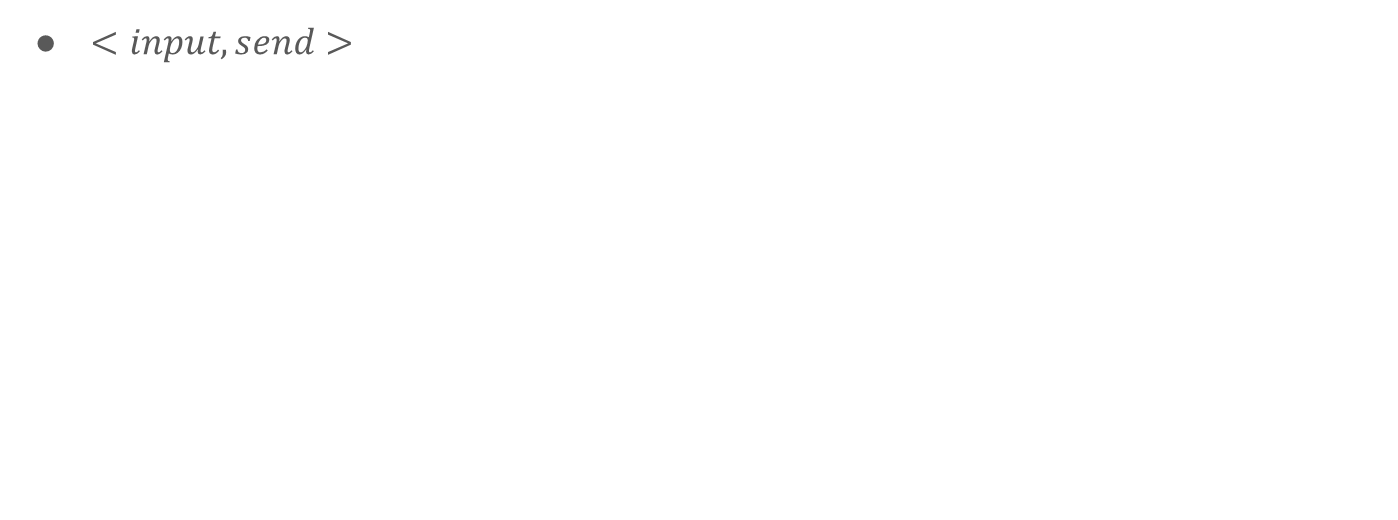 ● < input, send >